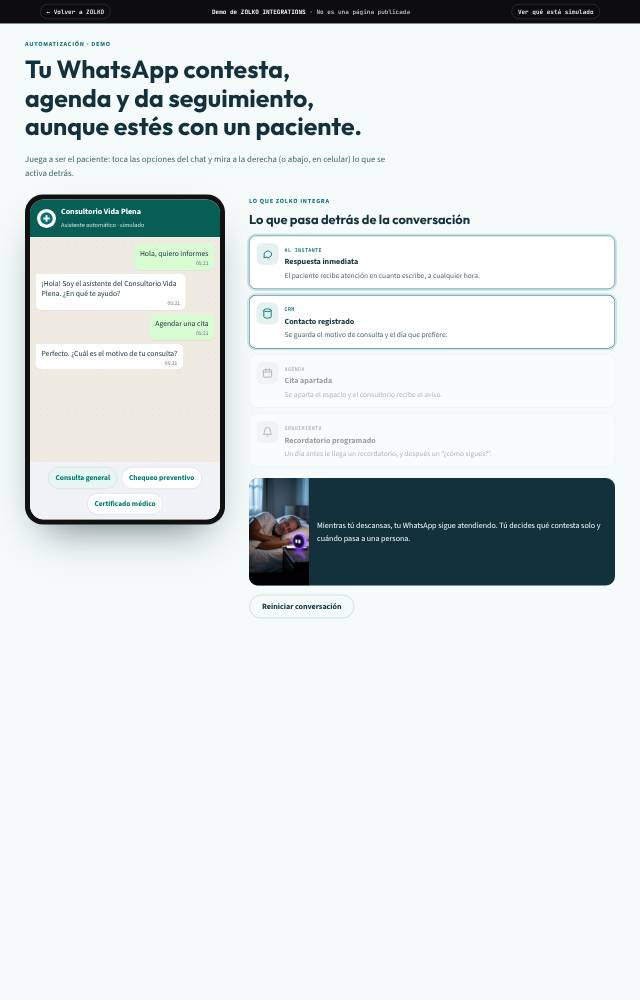 ← Volver a ZOLKO
Demo de ZOLKO INTEGRATIONS · No es una página publicada
Ver qué está simulado
AUTOMATIZACIÓN · DEMO
Tu WhatsApp contesta,
agenda y da seguimiento,
aunque estés con un paciente.
Juega a ser el paciente: toca las opciones del chat y mira a la derecha (o abajo, en celular) lo que se
activa detrás.
Consultorio Vida Plena
Asistente automático · simulado
Hola, quiero informes
05:21
¡Hola! Soy el asistente del Consultorio Vida
Plena. ¿En qué te ayudo?
05:21
Agendar una cita
05:21
Perfecto. ¿Cuál es el motivo de tu consulta?
05:21
Consulta general
Chequeo preventivo
Certificado médico
LO QUE ZOLKO INTEGRA
Lo que pasa detrás de la conversación
AL INSTANTE
Respuesta inmediata
El paciente recibe atención en cuanto escribe, a cualquier hora.
CRM
Contacto registrado
Se guarda el motivo de consulta y el día que prefiere.
AGENDA
Cita apartada
Se aparta el espacio y el consultorio recibe el aviso.
SEGUIMIENTO
Recordatorio programado
Un día antes le llega un recordatorio, y después un “¿cómo sigues?”.
Mientras tú descansas, tu WhatsApp sigue atendiendo. Tú decides qué contesta solo y
cuándo pasa a una persona.
Reiniciar conversación